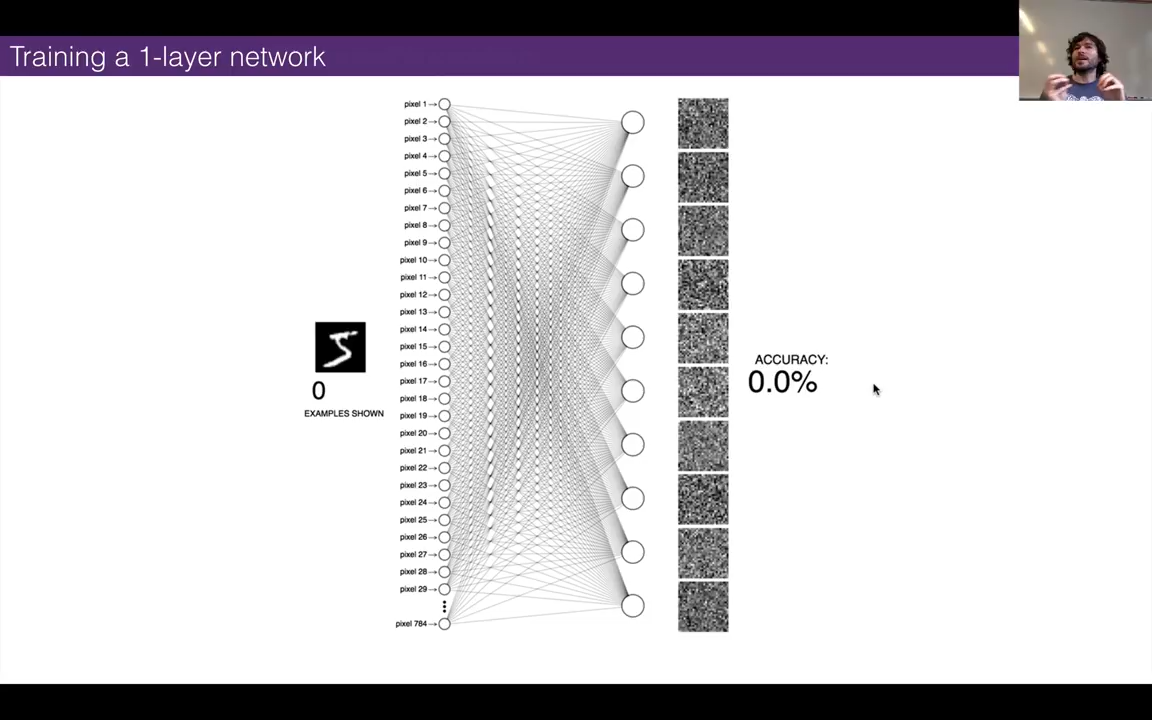 Training a 1-layer network
pixel 1
pixel 2
pixel 3
pixel 4
pixel 5
pixel 6
pixel 7
pixel 8
pixel 9
pixel 10
pixel 11
pixel 12
pixel 13
pixel 14
pixel 15
pixel 16
pixel 17
pixel 18
pixel 19
pixel 20
pixel 21
pixel 22
pixel 23
pixel 24
pixel 25
pixel 26
pixel 27
pixel 28
pixel 29
pixel 784
5
0
EXAMPLES SHOWN
ACCURACY:
0.0%